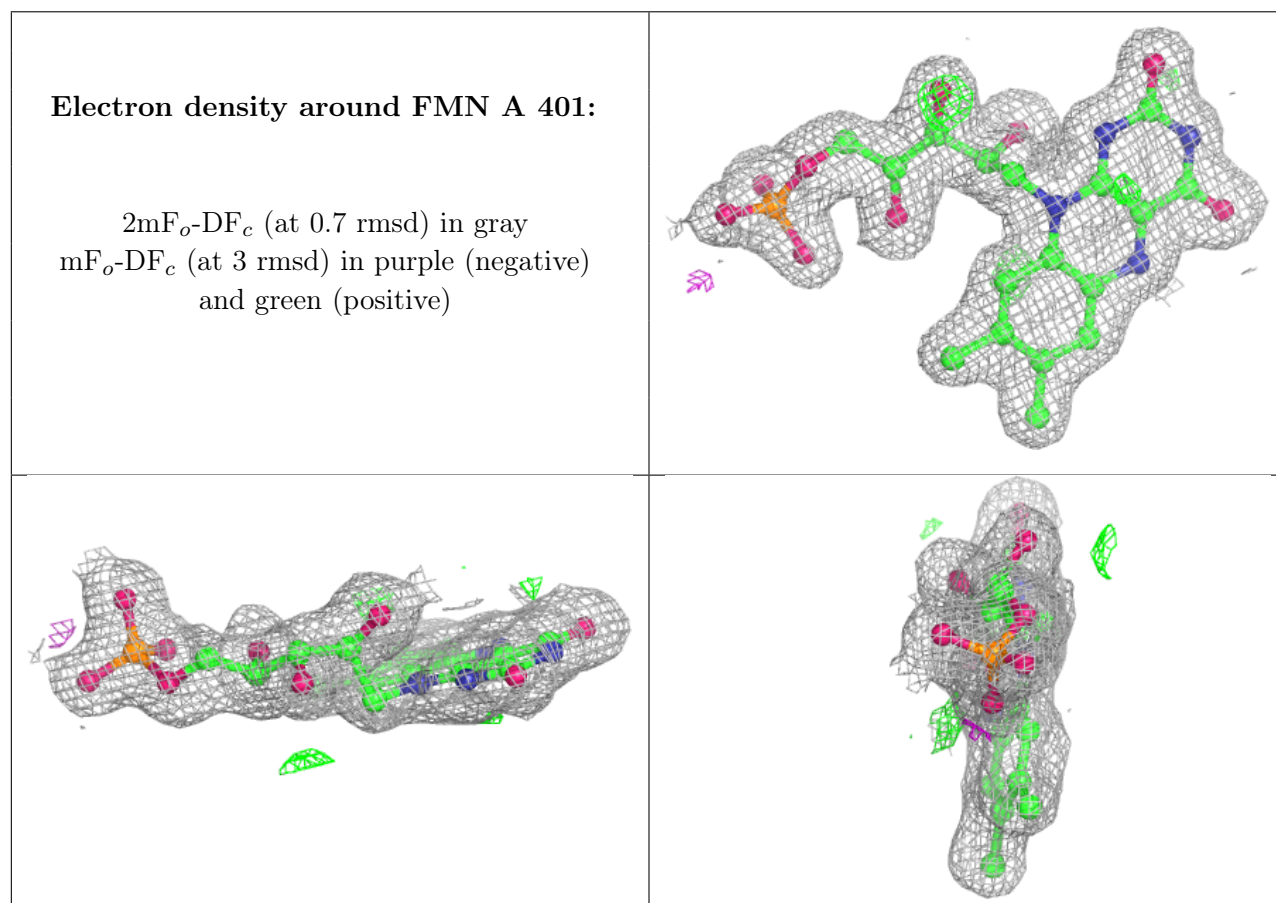 Electron density around FMN A 401:
2mFₒ-DF𝑐 (at 0.7 rmsd) in gray
mFₒ-DF𝑐 (at 3 rmsd) in purple (negative)
and green (positive)